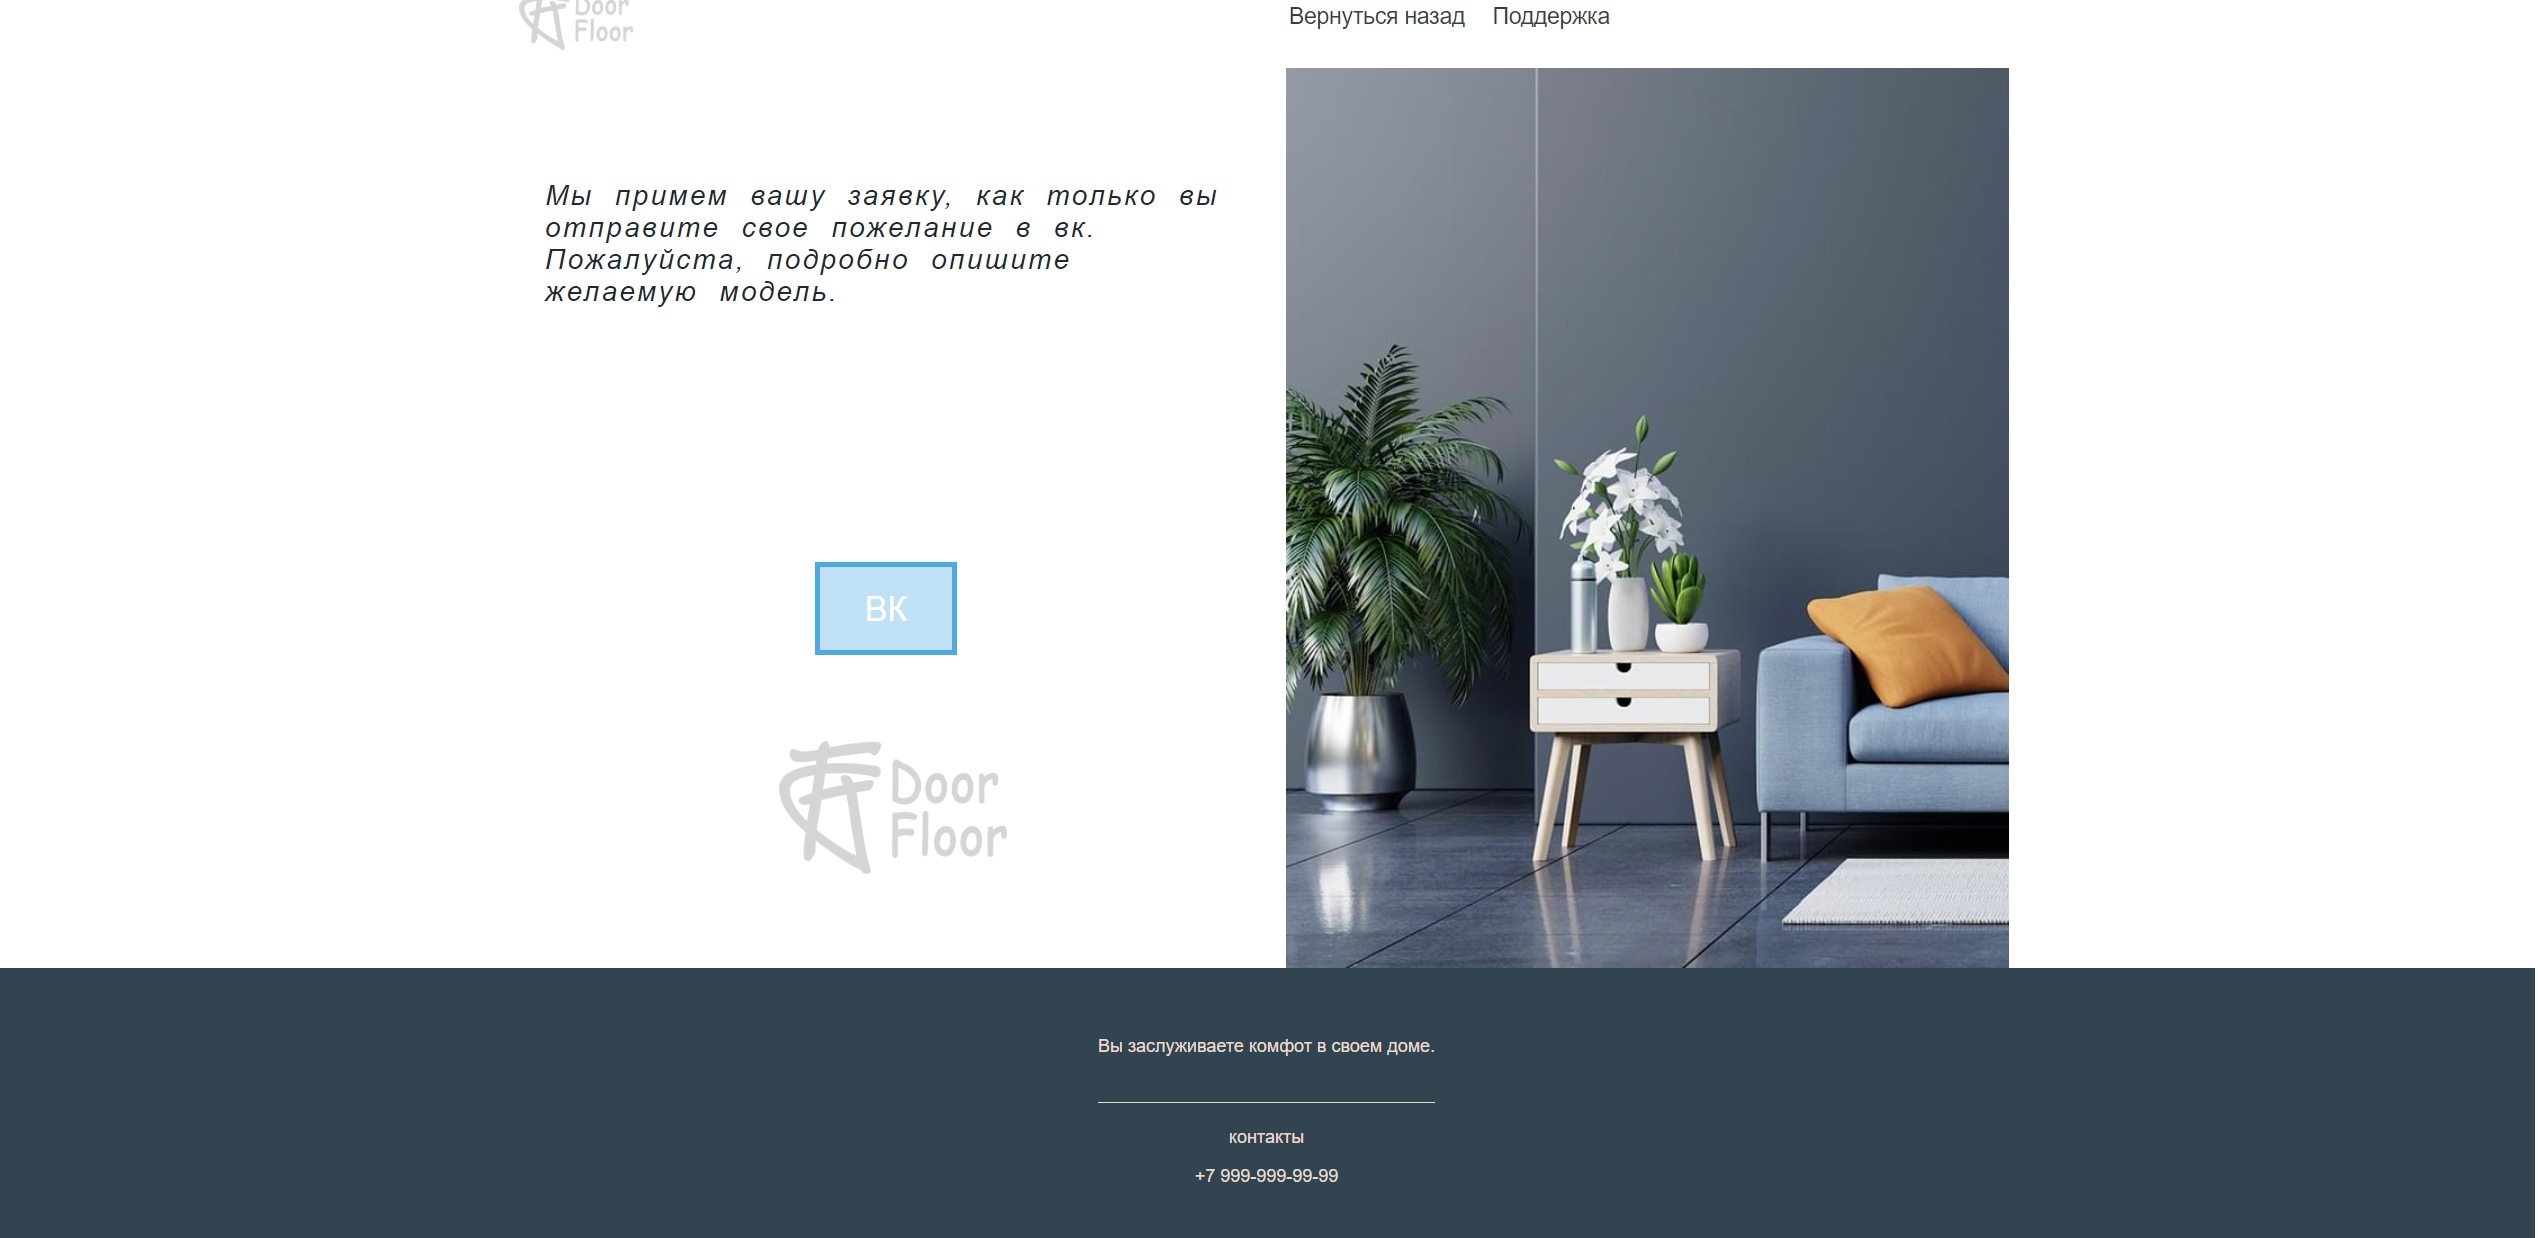 Door
Floor
Вернуться назад Поддержка
Мы примем вашу заявку, как только вы
отправите свое пожелание в вк.
Пожалуйста, подробно опишите
желаемую модель.
ВК
Door
Floor
Вы заслуживаете комфот в своем доме.
контакты
+7 999-999-99-99